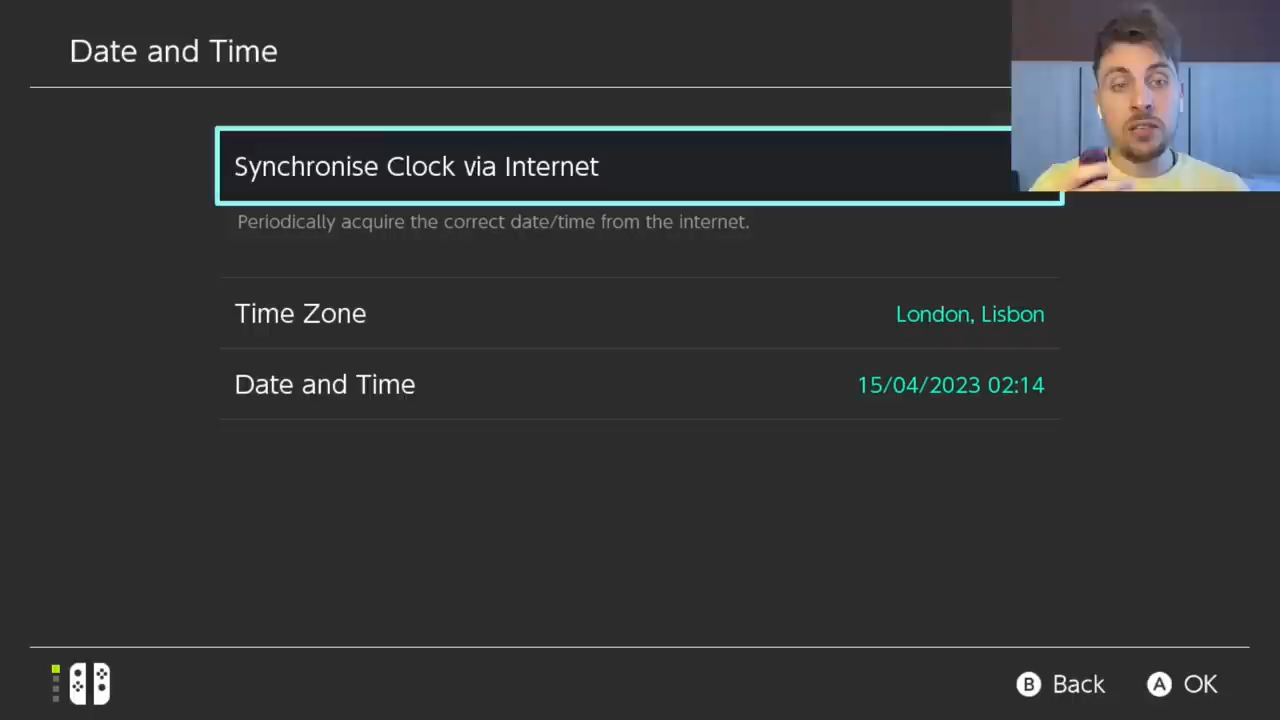 Date and Time
Synchronise Clock via Internet
Periodically acquire the correct date/time from the internet.
Time Zone London, Lisbon
Date and Time 15/04/2023 02:14
B Back A OK